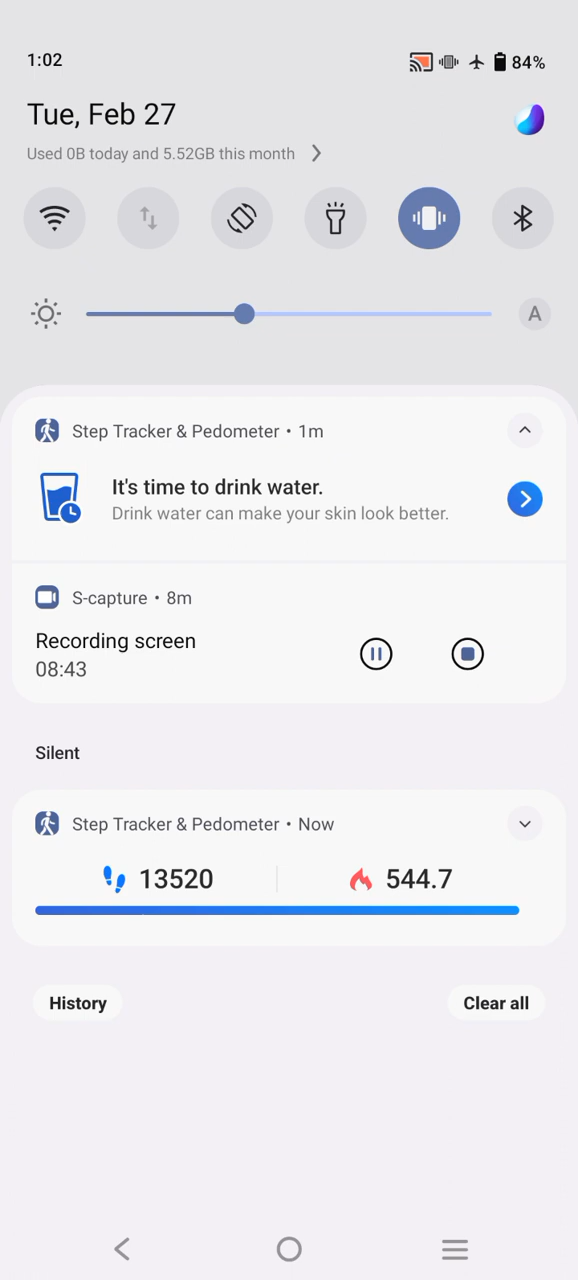 1:02
84%
Tue, Feb 27
Used 0B today and 5.52GB this month
A
Step Tracker & Pedometer • 1m
It's time to drink water.
Drink water can make your skin look better.
S-capture • 8m
Recording screen
08:43
Silent
Step Tracker & Pedometer • Now
13520
544.7
History
Clear all